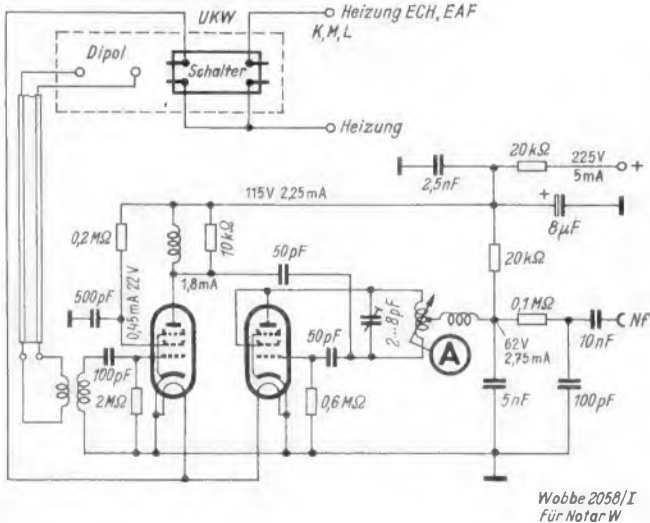 UKW
Heizung ECH, EAF
K, M, L
Dipol
Schalter
Heizung
20kΩ
225V
5mA
+
2,5nF
115V 2,25mA
+
8µF
0,2MΩ
10kΩ
50pF
20kΩ
1,8mA
500pF
0,45mA 22V
2...8pF
0,1MΩ
50pF
10nF
Nf
A
62V
2,75mA
100pF
2MΩ
0,6MΩ
5nF
100pF
Wobbe 2058/I
für Notar W